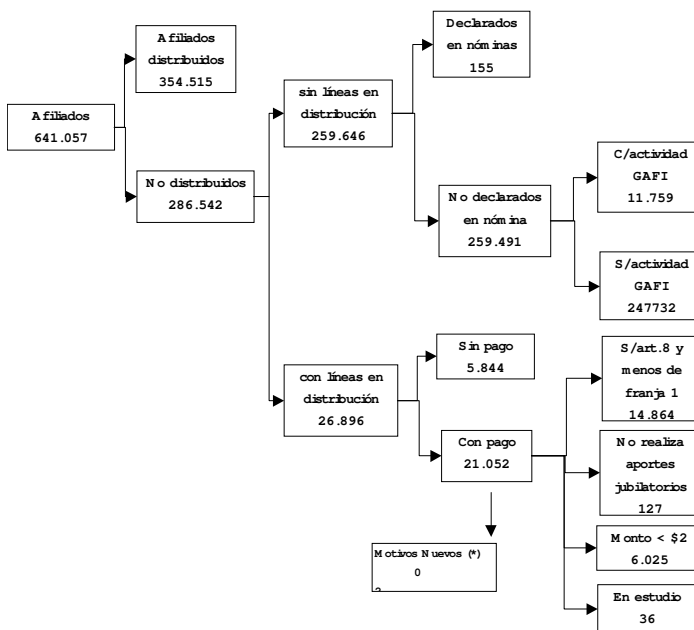 Afiliados
641.057
Afiliados
distribuidos
354.515
No distribuidos
286.542
sin líneas en
distribución
259.646
con líneas en
distribución
26.896
Declarados
en nóminas
155
No declarados
en nómina
259.491
Sin pago
5.844
Con pago
21.052
Motivos Nuevos (*)
0
C/actividad
GAFI
11.759
S/actividad
GAFI
247732
S/art.8 y
menos de
franja 1
14.864
No realiza
aportes
jubilatorios
127
Monto < $2
6.025
En estudio
36